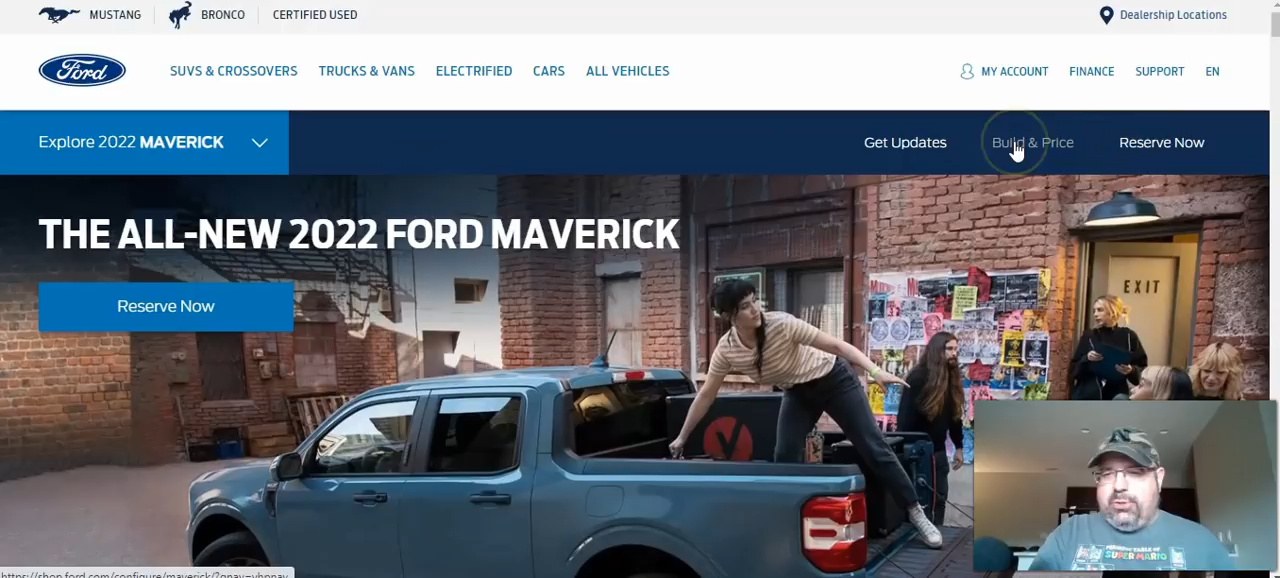 MUSTANG
BRONCO
CERTIFIED USED
Dealership Locations
Ford
SUVS & CROSSOVERS
TRUCKS & VANS
ELECTRIFIED
CARS
ALL VEHICLES
MY ACCOUNT
FINANCE
SUPPORT
EN
Explore 2022 MAVERICK
Get Updates
Build & Price
Reserve Now
THE ALL-NEW 2022 FORD MAVERICK
Reserve Now
EXIT
SUPER MARIO